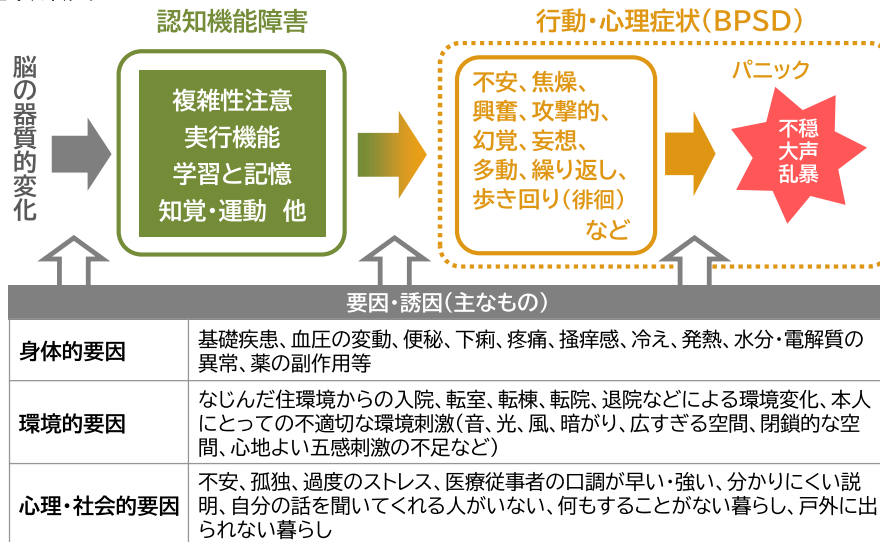 認知機能障害
行動・心理症状(BPSD)
脳の器質的変化
複雑性注意
実行機能
学習と記憶
知覚・運動 他
不安、焦燥、
興奮、攻撃的、
幻覚、妄想、
多動、繰り返し、
歩き回り(徘徊)
など
パニック
不穏
大声
乱暴
要因・誘因(主なもの)
身体的要因
基礎疾患、血圧の変動、便秘、下痢、疼痛、掻痒感、冷え、発熱、水分・電解質の
異常、薬の副作用等
環境的要因
なじんだ住環境からの入院、転室、転棟、転院、退院などによる環境変化、本人
にとっての不適切な環境刺激(音、光、風、暗がり、広すぎる空間、閉鎖的な空
間、心地よい五感刺激の不足など)
心理・社会的要因
不安、孤独、過度のストレス、医療従事者の口調が早い・強い、分かりにくい説
明、自分の話を聞いてくれる人がいない、何もすることがない暮らし、戸外に出
られない暮らし